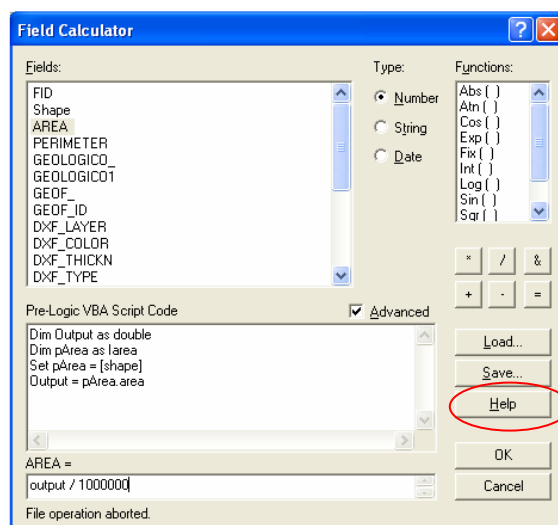 Field Calculator
Fields:
FID
Shape
AREA
PERIMETER
GEOLOGICO_
GEOLOGICO1
GEOF_
GEOF_ID
DXF_LAYER
DXF_COLOR
DXF_THICKN
DXF_TYPE
Type:
Number
String
Date
Functions:
Abs ( )
Atn ( )
Cos ( )
Exp ( )
Fix ( )
Int ( )
Log ( )
Sin ( )
Sqr ( )
* / &
+ - =
Pre-Logic VBA Script Code
Advanced
Dim Output as double
Dim pArea as Iarea
Set pArea = [shape]
Output = pArea.area
Load...
Save...
Help
AREA =
output / 1000000
OK
Cancel
File operation aborted.